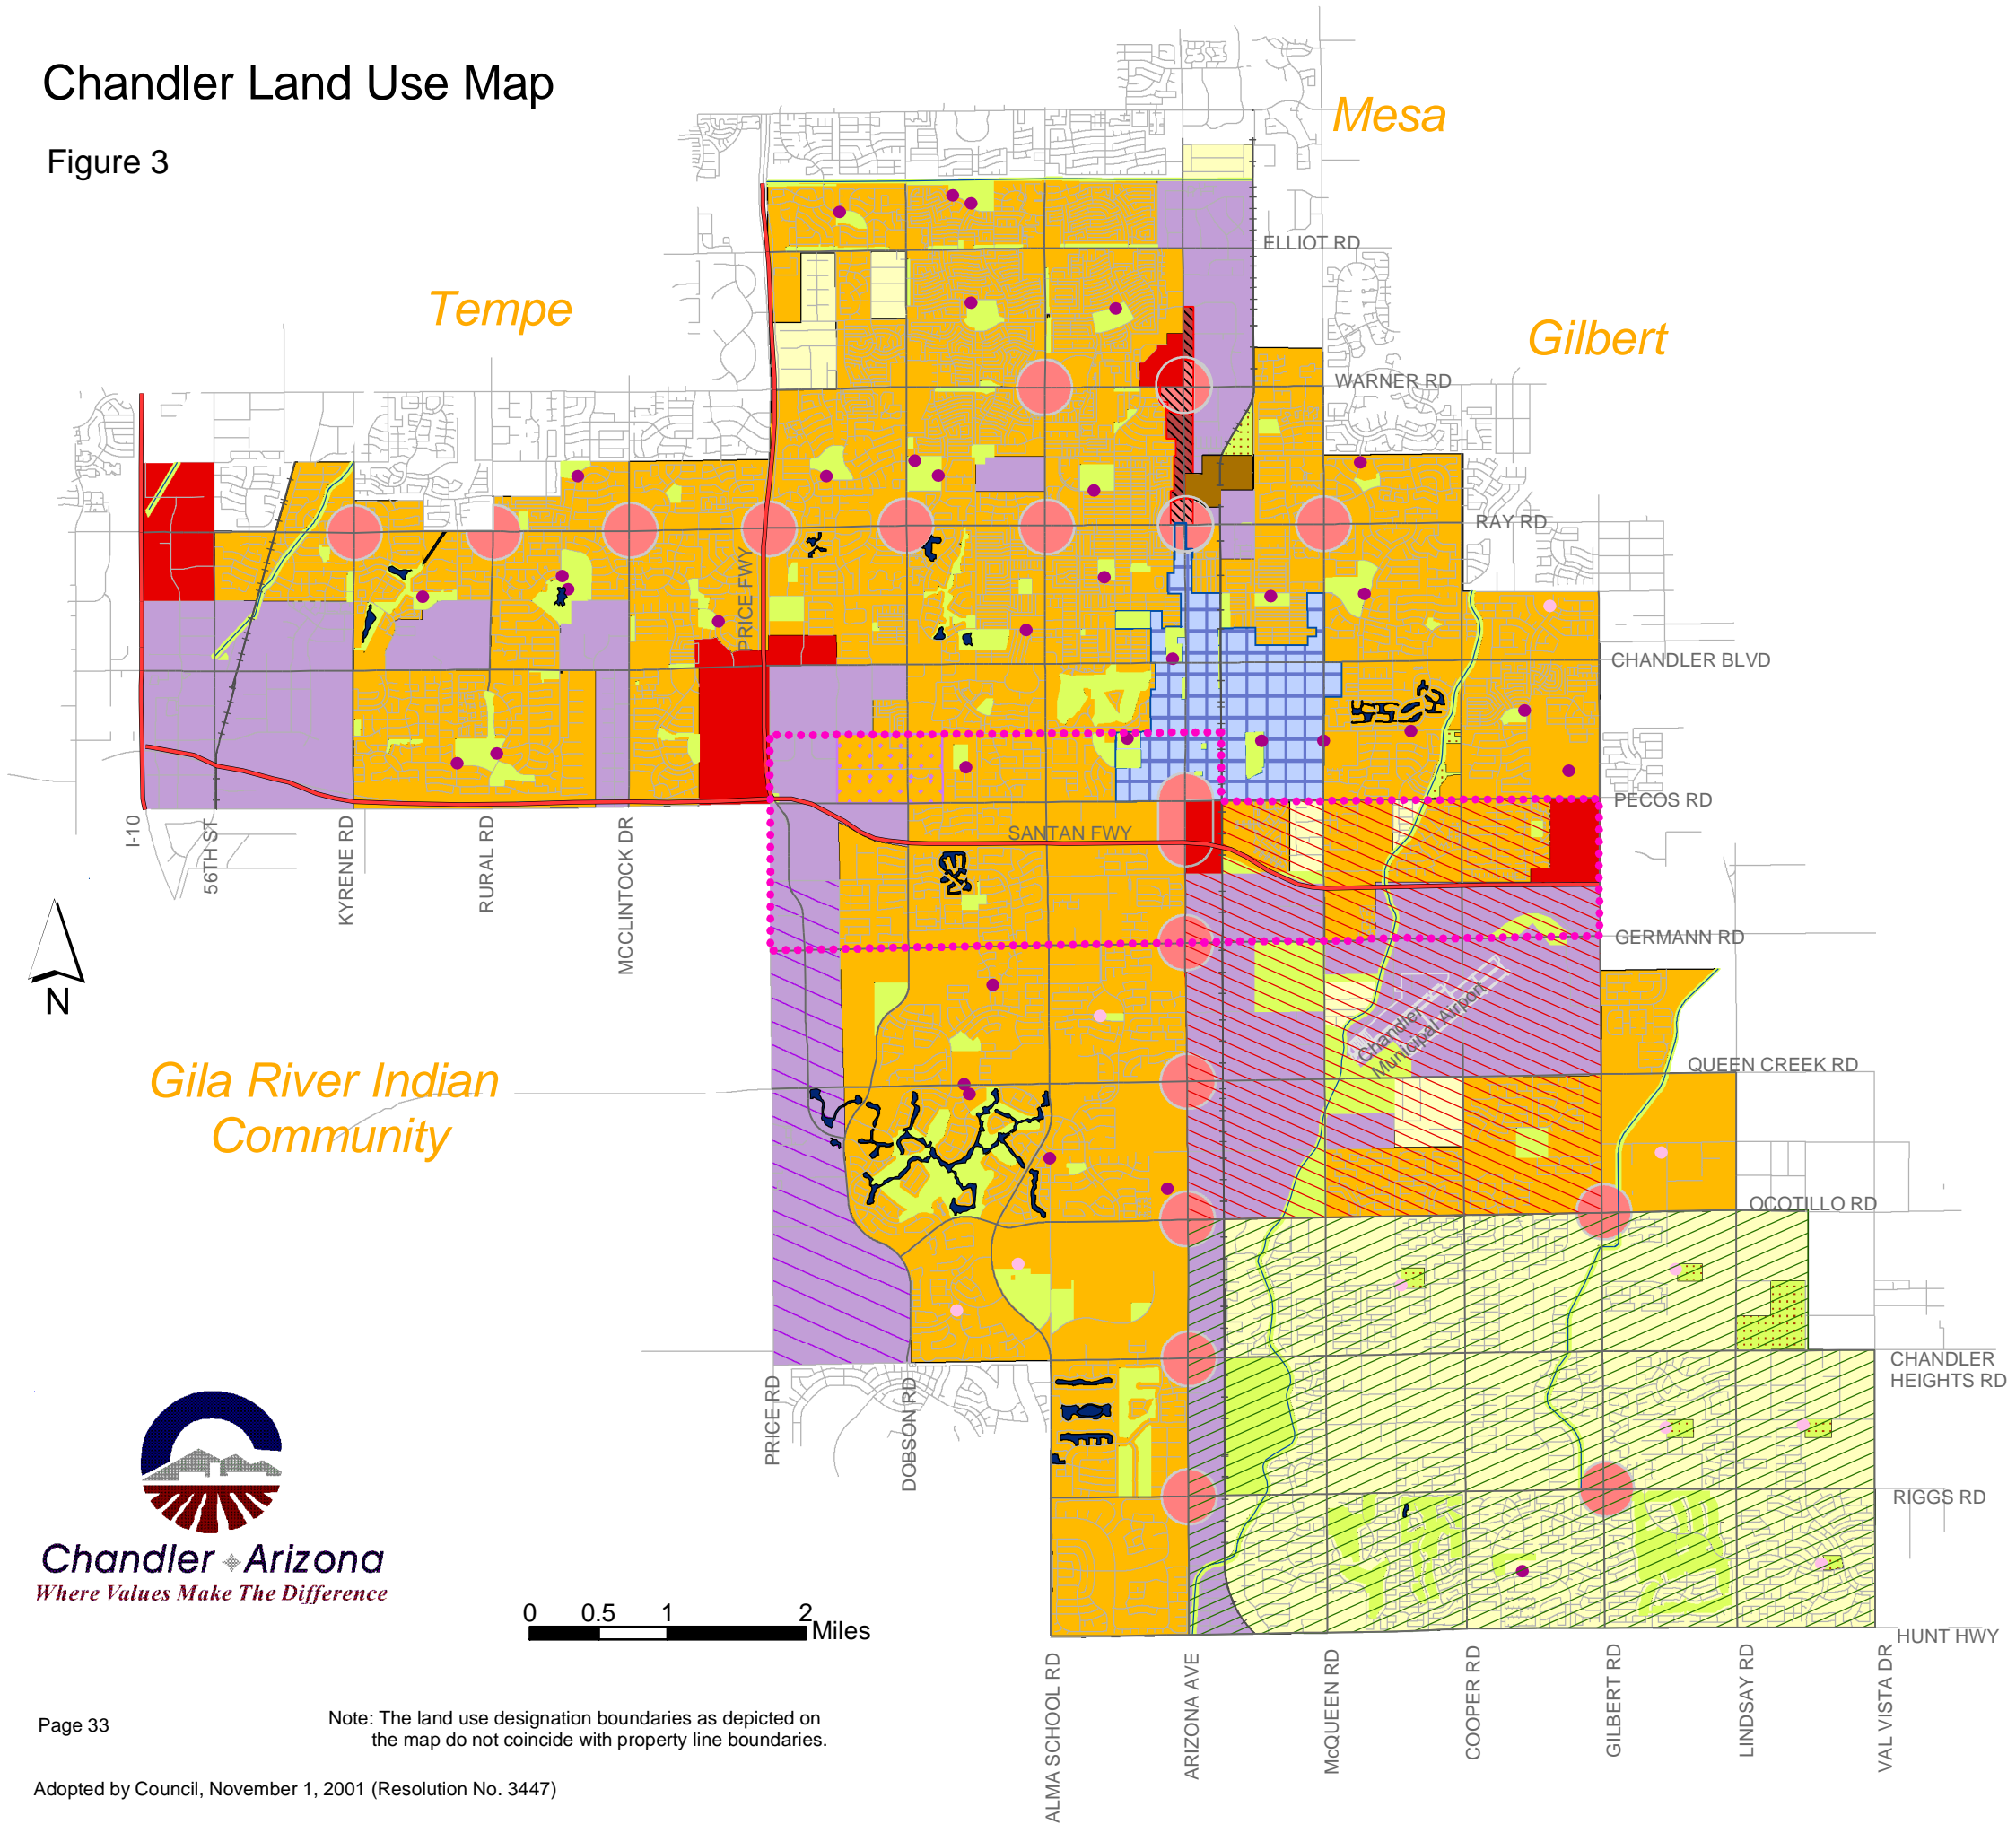 Chandler Land Use Map
Figure 3
Mesa
Tempe
Gilbert
ELLIOT RD
WARNER RD
RAY RD
CHANDLER BLVD
PRICE FWY
PECOS RD
SANTAN FWY
I-10
56TH ST
KYRENE RD
RURAL RD
MCCLINTOCK DR
GERMANN RD
N
Chandler
Municipal Airport
QUEEN CREEK RD
Gila River Indian
Community
OCOTILLO RD
CHANDLER
HEIGHTS RD
PRICE RD
DOBSON RD
RIGGS RD
Chandler Arizona
Where Values Make The Difference
0 0.5 1 2
Miles
HUNT HWY
ALMA SCHOOL RD
ARIZONA AVE
McQUEEN RD
COOPER RD
GILBERT RD
LINDSAY RD
VAL VISTA DR
Page 33
Note: The land use designation boundaries as depicted on
the map do not coincide with property line boundaries.
Adopted by Council, November 1, 2001 (Resolution No. 3447)